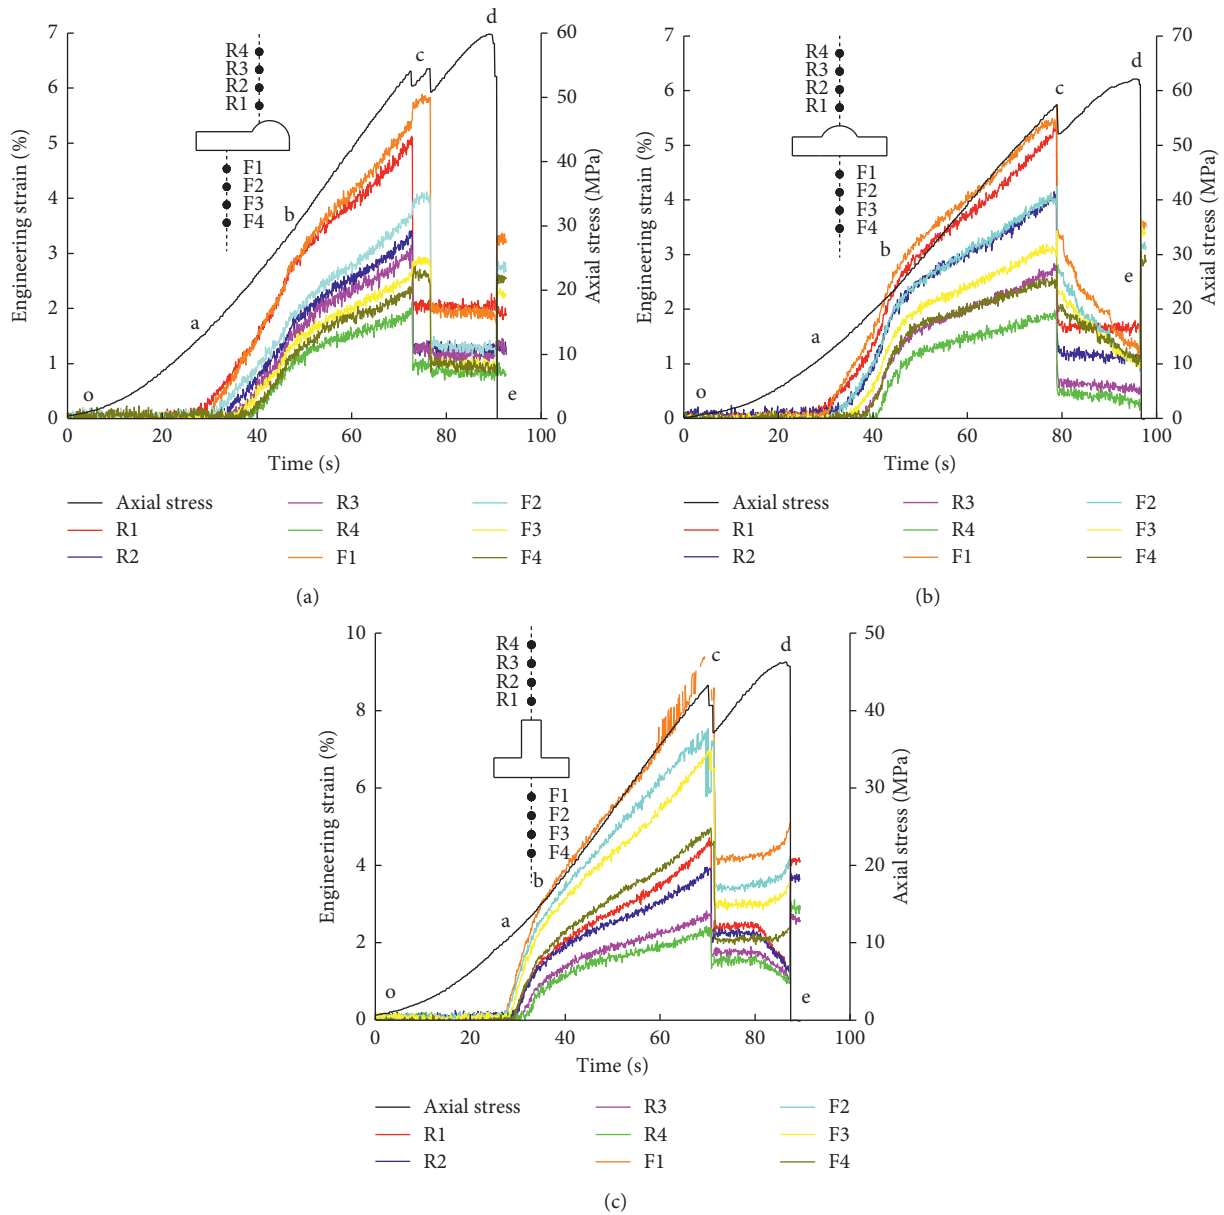 7
6
5
4
3
2
1
0
Engineering strain (%)
60
50
40
30
20
10
0
Axial stress (MPa)
0
20
40
60
80
100
Time (s)
R4
R3
R2
R1
F1
F2
F3
F4
o
a
b
c
d
e
Axial stress
R1
R2
R3
R4
F1
F2
F3
F4
(a)
7
6
5
4
3
2
1
0
Engineering strain (%)
70
60
50
40
30
20
10
0
Axial stress (MPa)
0
20
40
60
80
100
Time (s)
R4
R3
R2
R1
F1
F2
F3
F4
o
a
b
c
d
e
Axial stress
R1
R2
R3
R4
F1
F2
F3
F4
(b)
10
8
6
4
2
0
Engineering strain (%)
50
40
30
20
10
0
Axial stress (MPa)
0
20
40
60
80
100
Time (s)
R4
R3
R2
R1
F1
F2
F3
F4
o
a
b
c
d
e
Axial stress
R1
R2
R3
R4
F1
F2
F3
F4
(c)